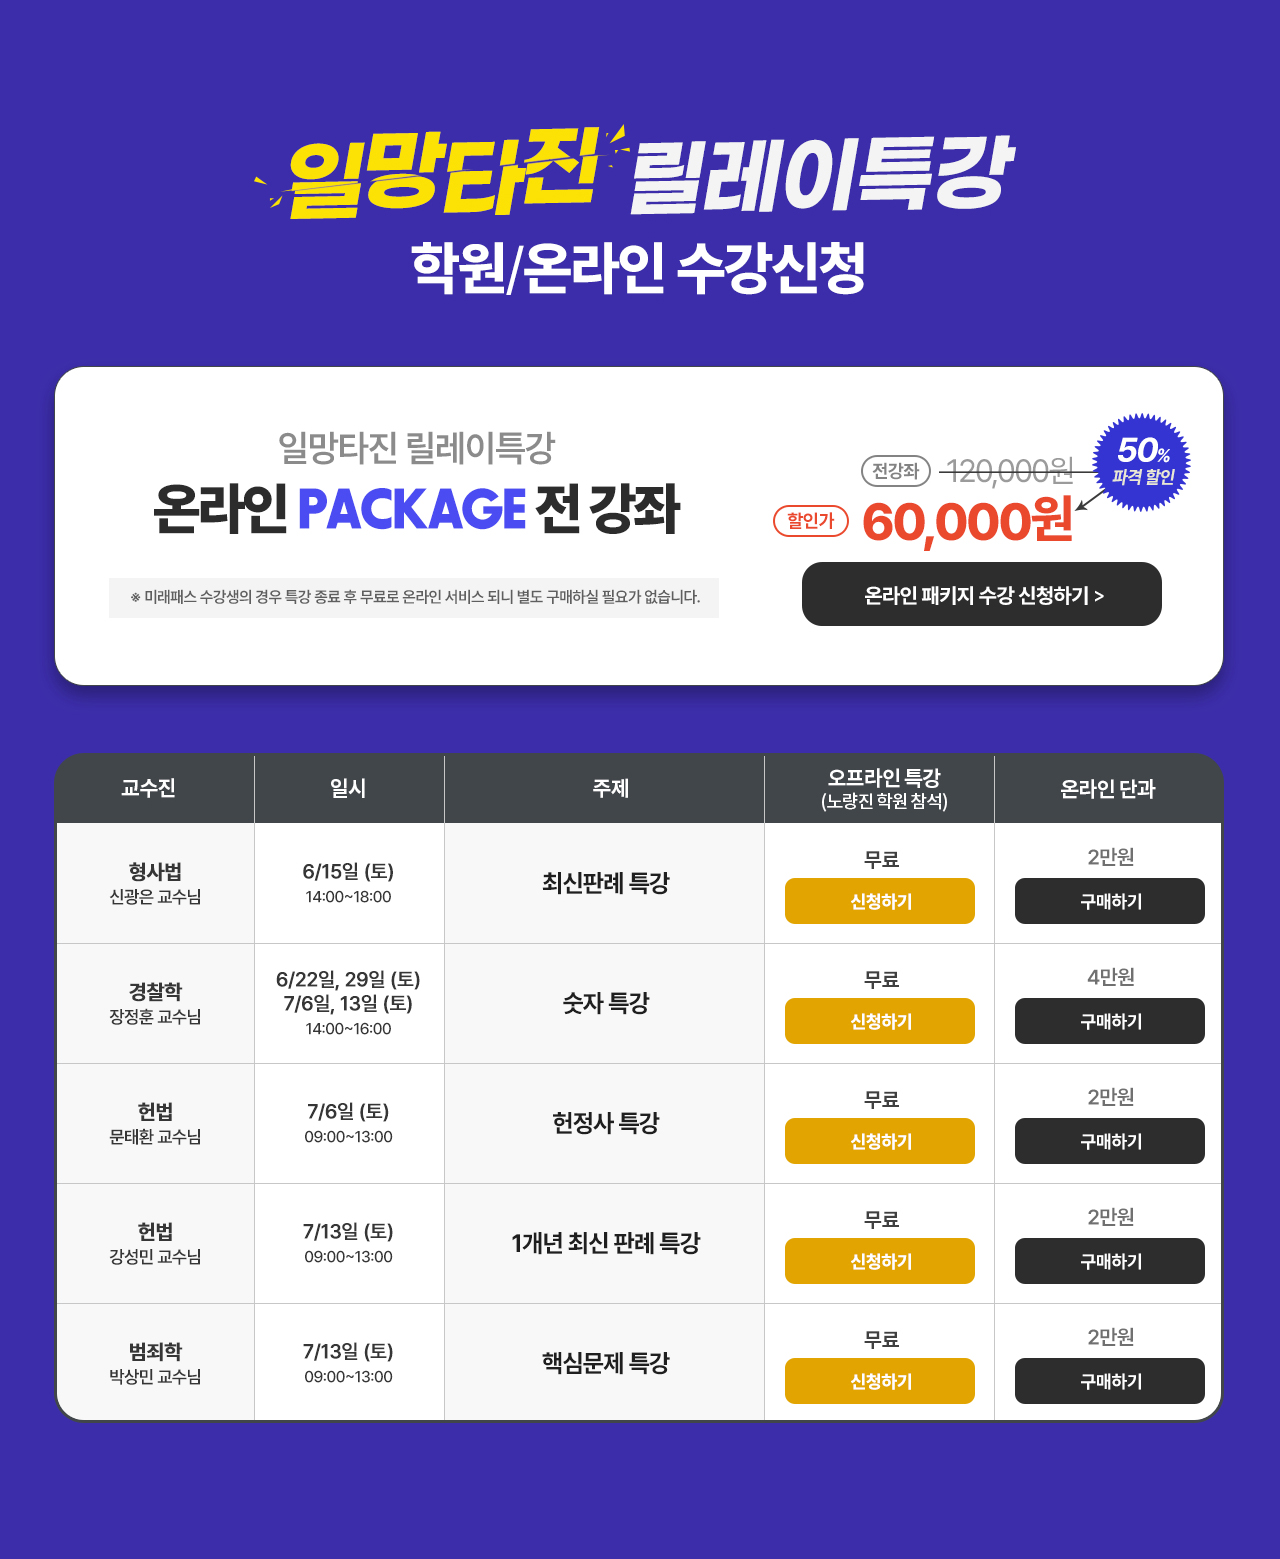 일망타진 릴레이특강
학원/온라인 수강신청
일망타진 릴레이특강
온라인 PACKAGE 전 강좌
※ 미래패스 수강생의 경우 특강 종료 후 무료로 온라인 서비스 되니 별도 구매하실 필요가 없습니다.
전강좌 120,000원
50%
파격 할인
할인가 60,000원
온라인 패키지 수강 신청하기 >
교수진 일시 주제 오프라인 특강 온라인 단과
(노량진 학원 참석)
형사법
신광은 교수님
6/15일 (토)
14:00~18:00
최신판례 특강
무료
신청하기
2만원
구매하기
경찰학
장정훈 교수님
6/22일, 29일 (토)
7/6일, 13일 (토)
14:00~16:00
숫자 특강
무료
신청하기
4만원
구매하기
헌법
문태환 교수님
7/6일 (토)
09:00~13:00
헌정사 특강
무료
신청하기
2만원
구매하기
헌법
강성민 교수님
7/13일 (토)
09:00~13:00
1개년 최신 판례 특강
무료
신청하기
2만원
구매하기
범죄학
박상민 교수님
7/13일 (토)
09:00~13:00
핵심문제 특강
무료
신청하기
2만원
구매하기